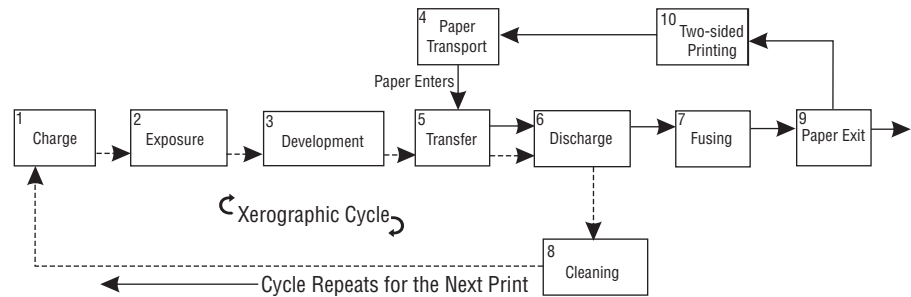 4
Paper
Transport
10
Two-sided
Printing
Paper Enters
1
Charge
2
Exposure
3
Development
5
Transfer
6
Discharge
7
Fusing
9
Paper Exit
Xerographic Cycle
8
Cleaning
Cycle Repeats for the Next Print